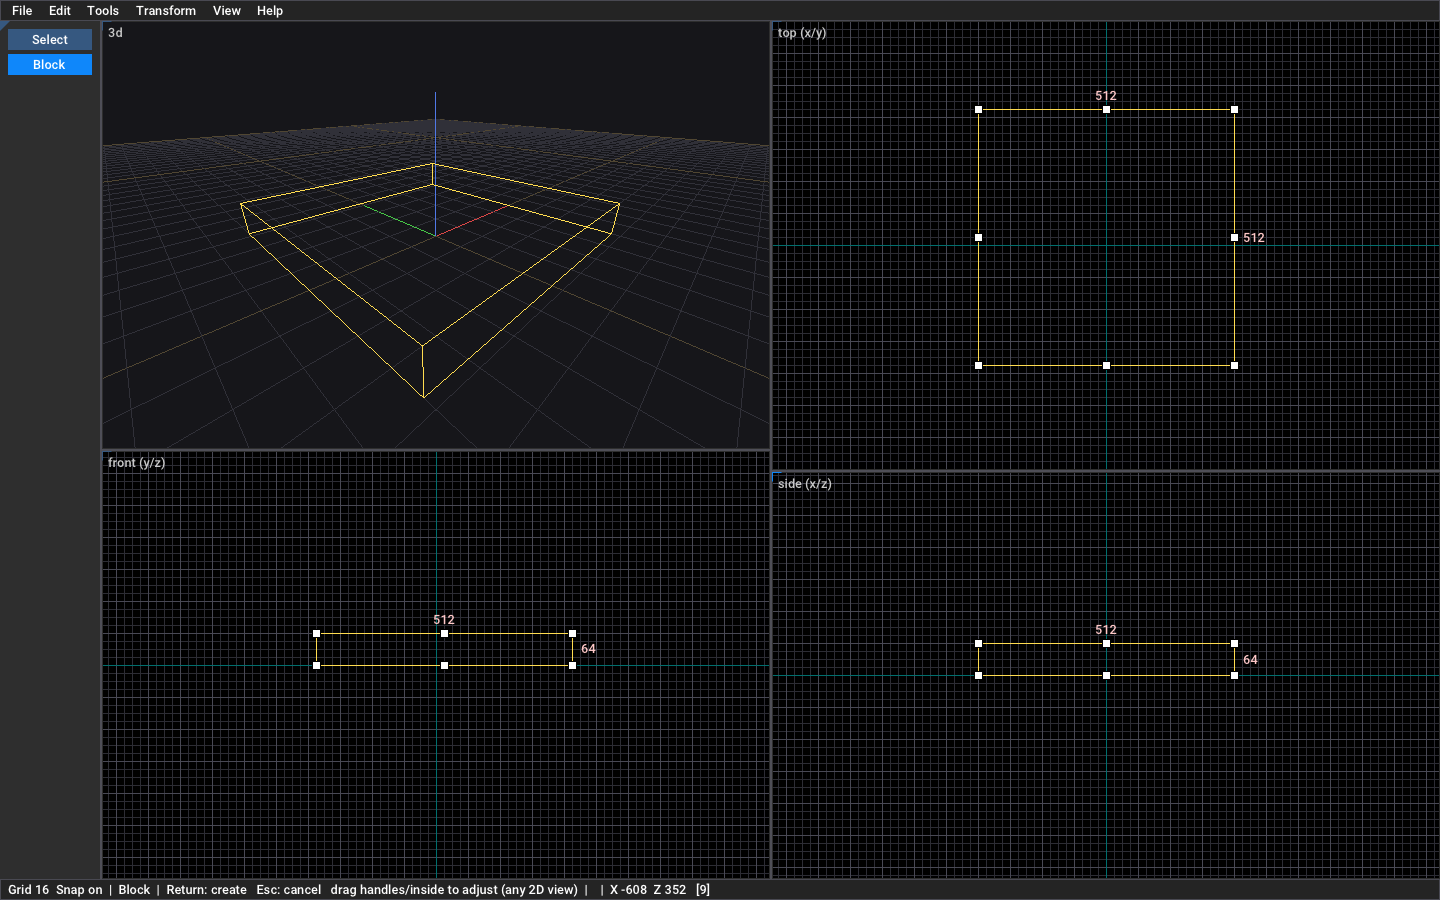 File Edit Tools Transform View Help
Select
Block
3d
top (x/y)
512
512
front (y/z)
512
64
side (x/z)
512
64
Grid 16 Snap on | Block | Return: create Esc: cancel drag handles/inside to adjust (any 2D view) | | X -608 Z 352 [9]